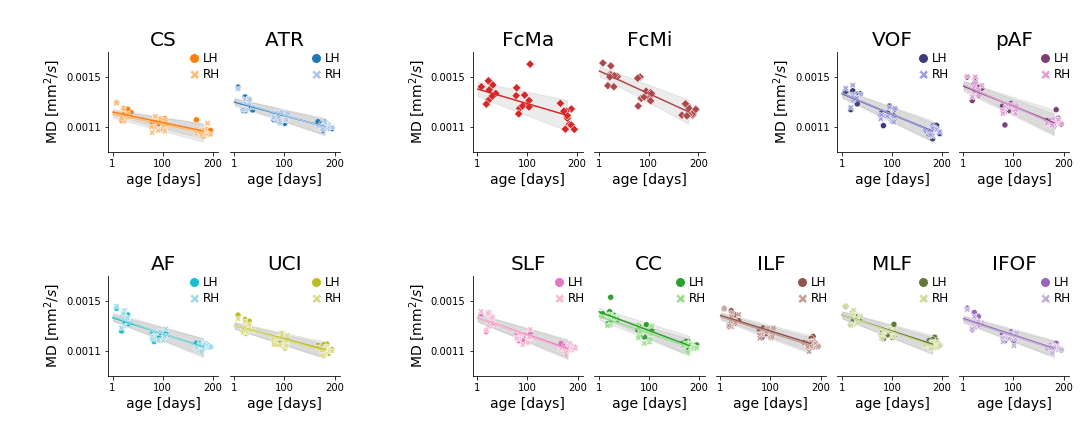 CS ATR FcMa FcMi VOF pAF
LH LH LH LH
RH RH RH RH
MD [mm²/s] MD [mm²/s] MD [mm²/s]
0.0015 0.0015 0.0015
0.0011 0.0011 0.0011
1 100 200 1 100 200 1 100 200 1 100 200 1 100 200 1 100 200
age [days] age [days] age [days] age [days] age [days] age [days]
AF UCI SLF CC ILF MLF IFOF
LH LH LH LH LH LH LH
RH RH RH RH RH RH RH
MD [mm²/s] MD [mm²/s]
0.0015 0.0015
0.0011 0.0011
1 100 200 1 100 200 1 100 200 1 100 200 1 100 200 1 100 200 1 100 200
age [days] age [days] age [days] age [days] age [days] age [days] age [days]